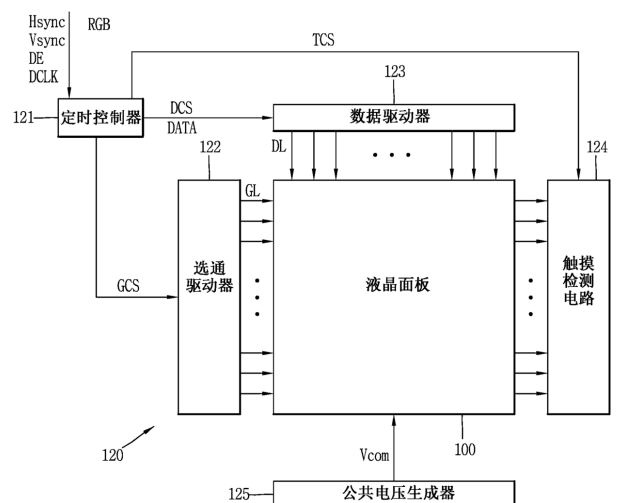 Hsync
Vsync
DE
DCLK
RGB
TCS
121
定时控制器
DCS
DATA
123
数据驱动器
DL
122
GL
124
选通
驱动器
GCS
液晶面板
触摸
检测
电路
120
Vcom
100
125
公共电压生成器